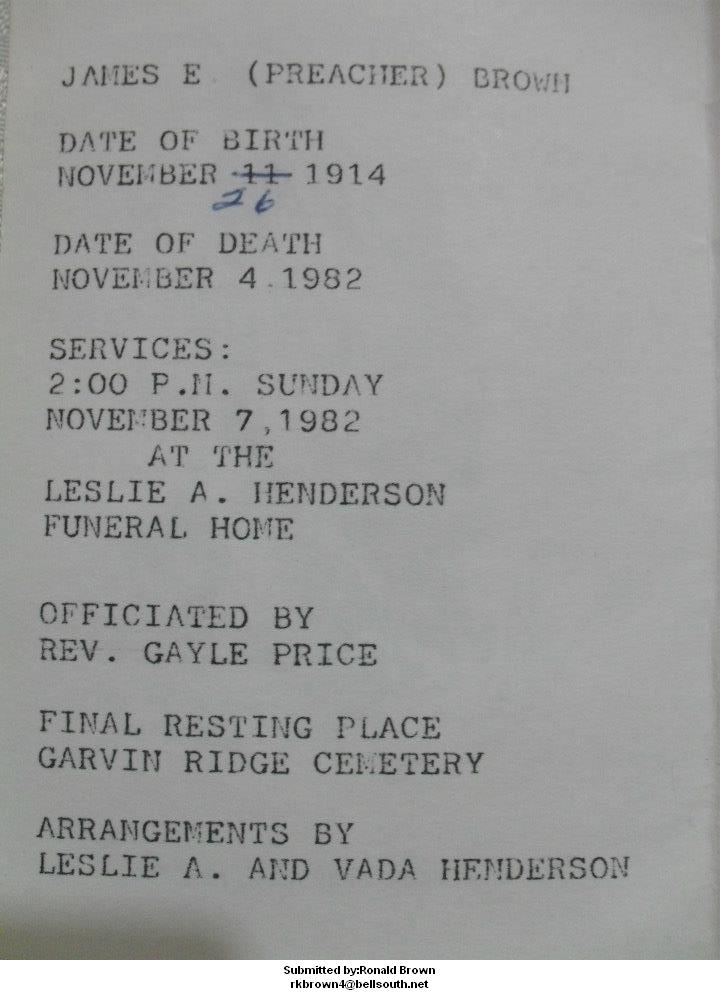 JAMES E. (PREACHER) BROWN
DATE OF BIRTH
NOVEMBER 11 1914
26
DATE OF DEATH
NOVEMBER 4.1982
SERVICES:
2:00 P.M. SUNDAY
NOVEMBER 7,1982
AT THE
LESLIE A. HENDERSON
FUNERAL HOME
OFFICIATED BY
REV. GAYLE PRICE
FINAL RESTING PLACE
GARVIN RIDGE CEMETERY
ARRANGEMENTS BY
LESLIE A. AND VADA HENDERSON
Submitted by:Ronald Brown
rkbrown4@bellsouth.net